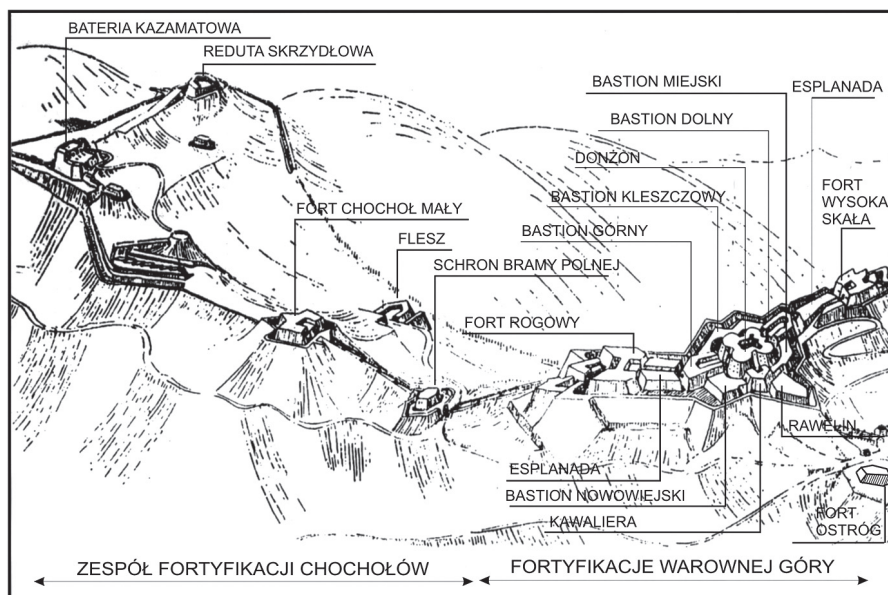 BATERIA KAZAMATOWA
REDUTA SKRZYDŁOWA
BASTION MIEJSKI
ESPLANADA
BASTION DOLNY
DONŻON
BASTION KLESZCZOWY
BASTION GÓRNY
FORT
WYSOKA
SKAŁA
FORT CHOCHOŁ MAŁY
FLESZ
SCHRON BRAMY POLNEJ
FORT ROGOWY
RAWELIN
ESPLANADA
BASTION NOWOWIEJSKI
KAWALIERA
FORT
OSTRÓG
ZESPÓŁ FORTYFIKACJI CHOCHOŁÓW
FORTYFIKACJE WAROWNEJ GÓRY